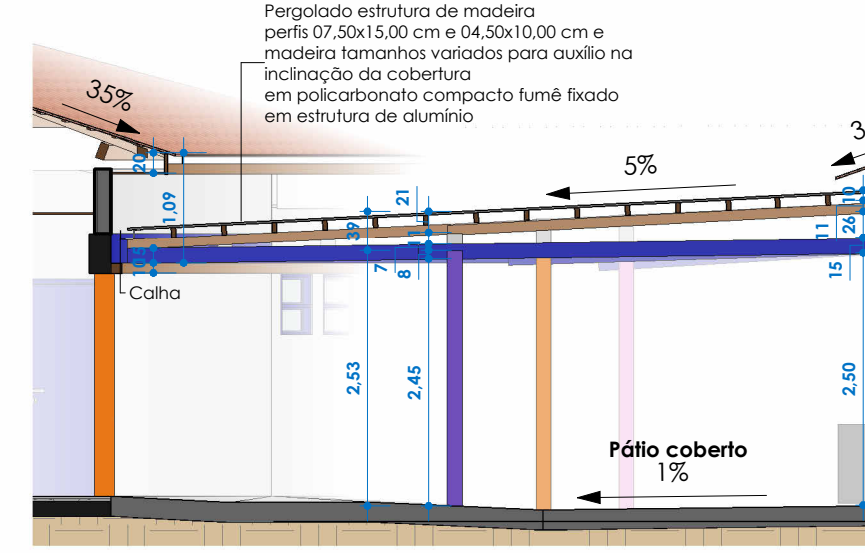 Pergolado estrutura de madeira
perfis 07,50x15,00 cm e 04,50x10,00 cm e
madeira tamanhos variados para auxílio na
inclinação da cobertura
em policarbonato compacto fumê fixado
em estrutura de alumínio
35%
20
1,09
5%
3
21
39
10
26
11
7
8
15
Calha
2,53
2,45
2,50
Pátio coberto
1%